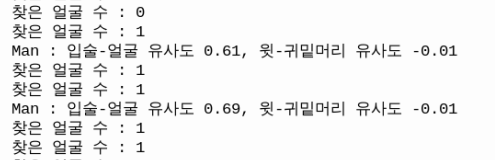 찾은 얼굴 수 : 0
찾은 얼굴 수 : 1
Man : 입술-얼굴 유사도 0.61, 윗-귀밑머리 유사도 -0.01
찾은 얼굴 수 : 1
찾은 얼굴 수 : 1
Man : 입술-얼굴 유사도 0.69, 윗-귀밑머리 유사도 -0.01
찾은 얼굴 수 : 1
찾은 얼굴 수 : 1